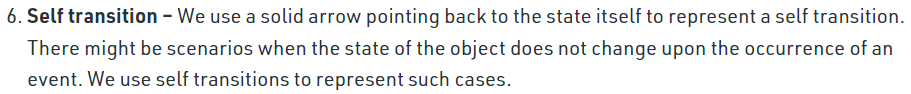 6. Self transition – We use a solid arrow pointing back to the state itself to represent a self transition.
There might be scenarios when the state of the object does not change upon the occurrence of an
event. We use self transitions to represent such cases.